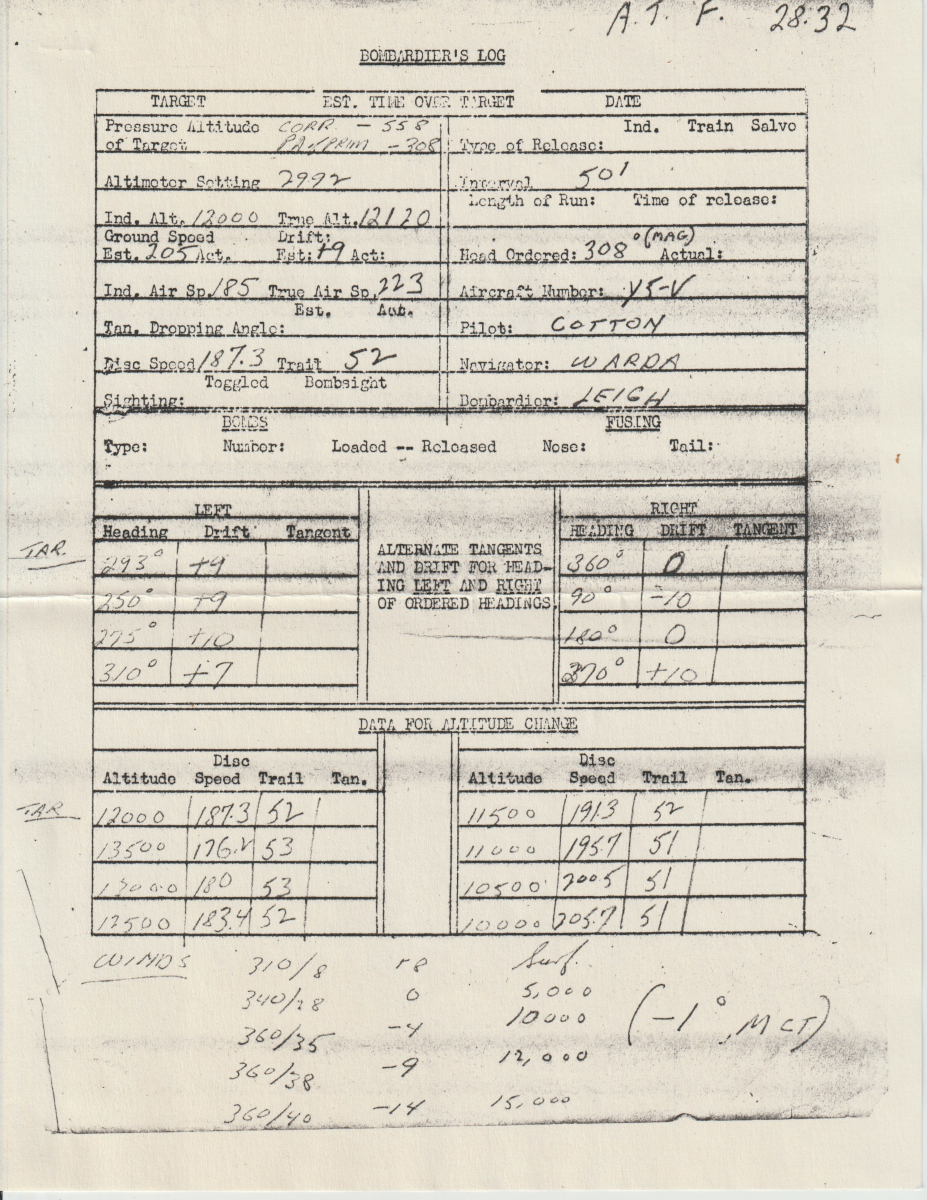 A. T. F. 28.32
BOMBARDIER'S LOG
TARGET EST. TIME OVER TARGET DATE
Pressure Altitude CORR. - 558 Ind. Train Salvo
of Target - 308 Type of Release:
Altimeter Setting 2992 Interval 50'
Length of Run: Time of release:
Ind. Alt. 12000 True Alt. 12120
Ground Speed Drift:
Est. 205 Act. Est: +9 Act: Head Ordered: 308° (MAG) Actual:
Ind. Air Sp. 185 True Air Sp. 223 Aircraft Number: Y5-V
Est. Act.
Tan. Dropping Angle: Pilot: COTTON
Disc Speed 187.3 Trail 52 Navigator: WARDA
Toggled Bombsight
Sighting: Bombardier: LEIGH
BOMBS FUSING
Type: Number: Loaded -- Released Nose: Tail:
LEFT RIGHT
Heading Drift Tangent HEADING DRIFT TANGENT
TAR. 293° +9 ALTERNATE TANGENTS 360° 0
AND DRIFT FOR HEAD-
250° +9 ING LEFT AND RIGHT 90° -10
OF ORDERED HEADINGS.
275° +10 180° 0
310° +7 270° +10
DATA FOR ALTITUDE CHANGE
Disc Disc
Altitude Speed Trail Tan. Altitude Speed Trail Tan.
TAR 12000 187.3 52 11500 191.3 52
13500 176.2 53 11000 195.7 51
13000 180 53 10500 200.5 51
12500 183.4 52 10000 205.7 51
WINDS 310/8 +8 Surf.
340/28 0 5,000
360/35 -4 10000 (-1° MCT)
360/38 -9 12,000
360/40 -14 15,000